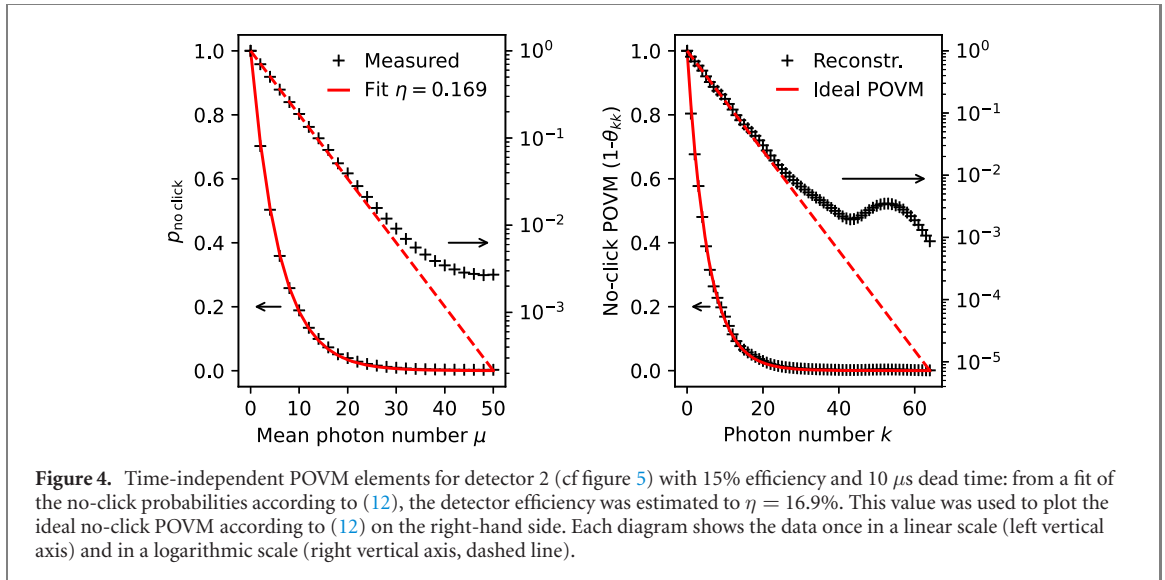 1.0
0.8
0.6
0.4
0.2
0.0
p_no click
0 10 20 30 40 50
Mean photon number μ
+ Measured
Fit η = 0.169
10⁰
10⁻¹
10⁻²
10⁻³
1.0
0.8
0.6
0.4
0.2
0.0
No-click POVM (1-θ_kk)
0 20 40 60
Photon number k
+ Reconstr.
Ideal POVM
10⁰
10⁻¹
10⁻²
10⁻³
10⁻⁴
10⁻⁵
Figure 4. Time-independent POVM elements for detector 2 (cf figure 5) with 15% efficiency and 10 μs dead time: from a fit of
the no-click probabilities according to (12), the detector efficiency was estimated to η = 16.9%. This value was used to plot the
ideal no-click POVM according to (12) on the right-hand side. Each diagram shows the data once in a linear scale (left vertical
axis) and in a logarithmic scale (right vertical axis, dashed line).